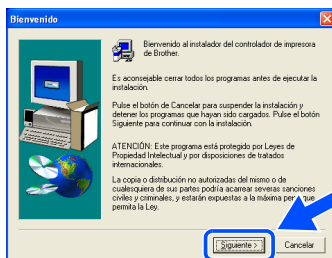 Bienvenido
Bienvenido al instalador del controlador de impresora
de Brother.
Es aconsejable cerrar todos los programas antes de ejecutar la
instalación.
Pulse el botón de Cancelar para suspender la instalación y
detener los programas que hayan sido cargados. Pulse el botón
Siguiente para continuar con la instalación.
ATENCIÓN: Este programa está protegido por Leyes de
Propiedad Intelectual y por disposiciones de tratados
internacionales.
La copia o distribución no autorizadas del mismo o de
cualesquiera de sus partes podría acarrear severas sanciones
civiles y criminales, y estarán expuestas a la máxima pena que
permita la Ley.
Siguiente >
Cancelar